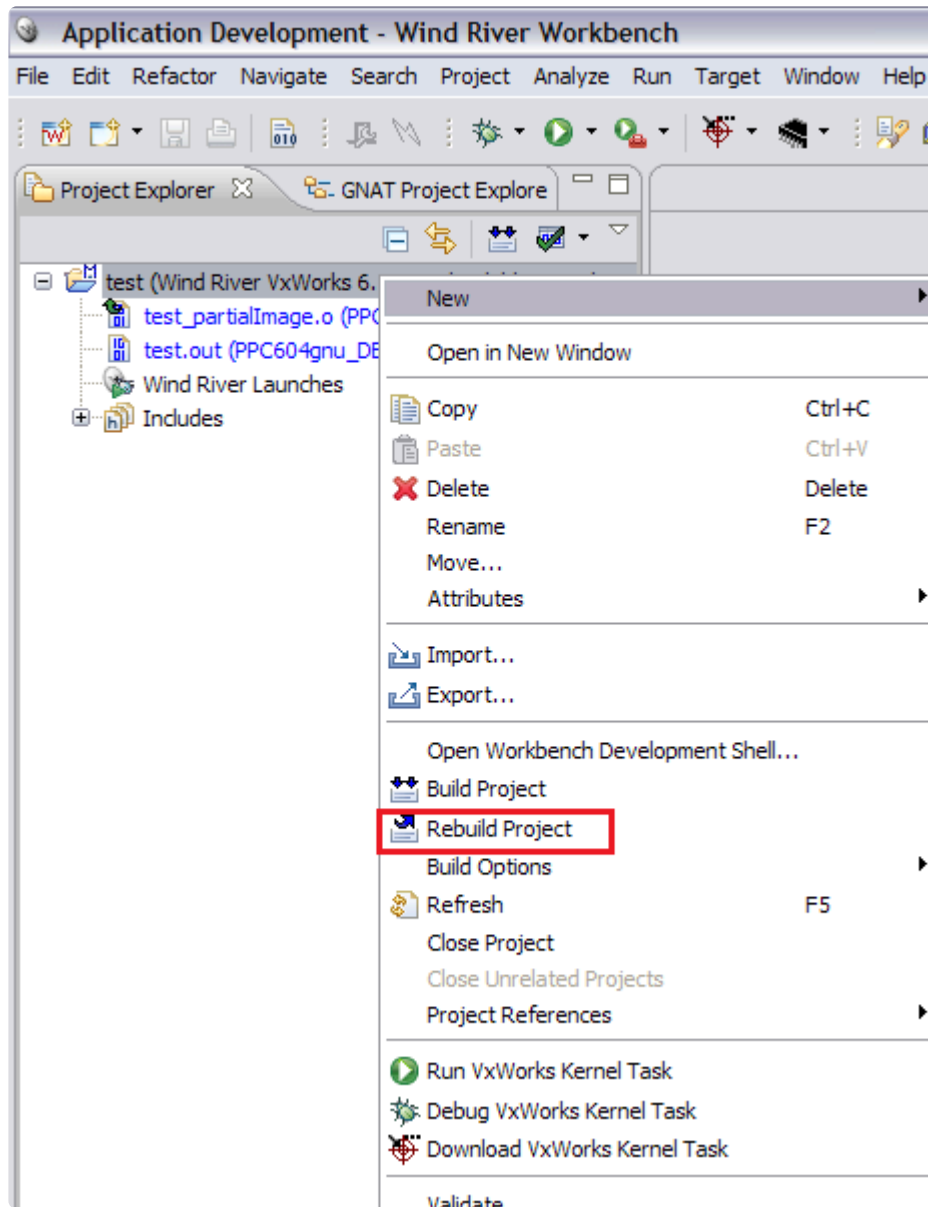 Application Development - Wind River Workbench
File Edit Refactor Navigate Search Project Analyze Run Target Window Help
Project Explorer GNAT Project Explore
test (Wind River VxWorks 6.
test_partialImage.o (PPC
test.out (PPC604gnu_DE
Wind River Launches
Includes
New
Open in New Window
Copy Ctrl+C
Paste Ctrl+V
Delete Delete
Rename F2
Move...
Attributes
Import...
Export...
Open Workbench Development Shell...
Build Project
Rebuild Project
Build Options
Refresh F5
Close Project
Close Unrelated Projects
Project References
Run VxWorks Kernel Task
Debug VxWorks Kernel Task
Download VxWorks Kernel Task
Validate